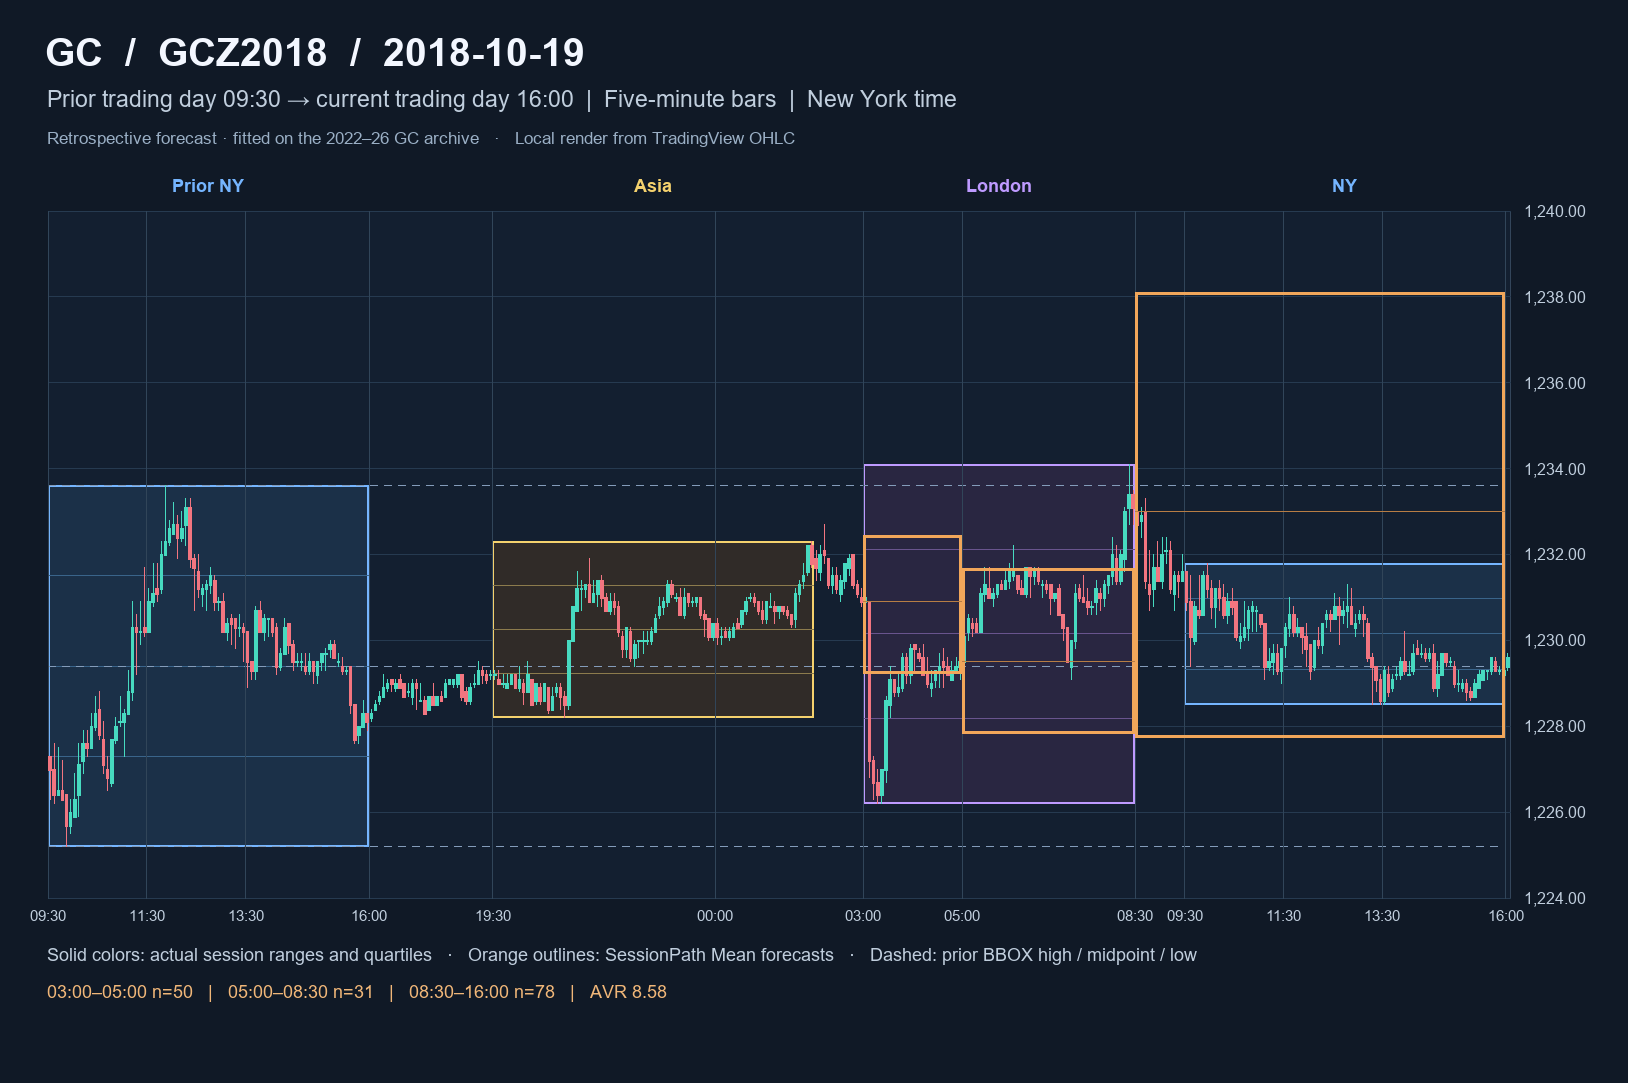 GC / GCZ2018 / 2018-10-19
Prior trading day 09:30 → current trading day 16:00 | Five-minute bars | New York time
Retrospective forecast · fitted on the 2022–26 GC archive · Local render from TradingView OHLC
Prior NY Asia London NY
1,240.00
1,238.00
1,236.00
1,234.00
1,232.00
1,230.00
1,228.00
1,226.00
1,224.00
09:30 11:30 13:30 16:00 19:30 00:00 03:00 05:00 08:30 09:30 11:30 13:30 16:00
Solid colors: actual session ranges and quartiles · Orange outlines: SessionPath Mean forecasts · Dashed: prior BBOX high / midpoint / low
03:00–05:00 n=50 | 05:00–08:30 n=31 | 08:30–16:00 n=78 | AVR 8.58